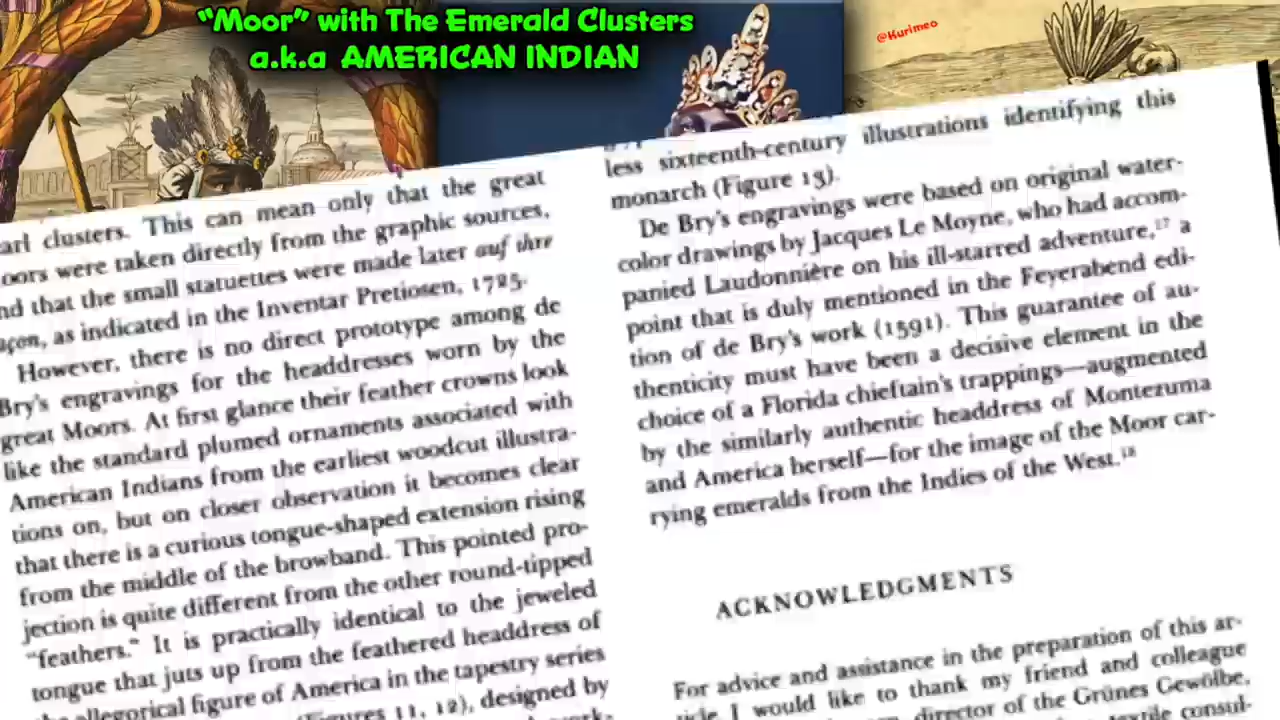 “Moor” with The Emerald Clusters
a.k.a AMERICAN INDIAN
@Kurimeo
arl clusters. This can mean only that the great
oors were taken directly from the graphic sources,
nd that the small statuettes were made later auf ihre
açon, as indicated in the Inventar Pretiosen, 1725.
However, there is no direct prototype among de
Bry's engravings for the headdresses worn by the
great Moors. At first glance their feather crowns look
like the standard plumed ornaments associated with
American Indians from the earliest woodcut illustra-
tions on, but on closer observation it becomes clear
that there is a curious tongue-shaped extension rising
from the middle of the browband. This pointed pro-
jection is quite different from the other round-tipped
“feathers.” It is practically identical to the jeweled
tongue that juts up from the feathered headdress of
allegorical figure of America in the tapestry series
(Figures 11, 12), designed by
work-
less sixteenth-century illustrations identifying this
monarch (Figure 13).
De Bry's engravings were based on original water-
color drawings by Jacques Le Moyne, who had accom-
panied Laudonnière on his ill-starred adventure,17 a
point that is duly mentioned in the Feyerabend edi-
tion of de Bry's work (1591). This guarantee of au-
thenticity must have been a decisive element in the
choice of a Florida chieftain's trappings—augmented
by the similarly authentic headdress of Montezuma
and America herself—for the image of the Moor car-
rying emeralds from the Indies of the West.18
ACKNOWLEDGMENTS
For advice and assistance in the preparation of this ar-
ticle I would like to thank my friend and colleague
director of the Grünes Gewölbe,
textile consul-